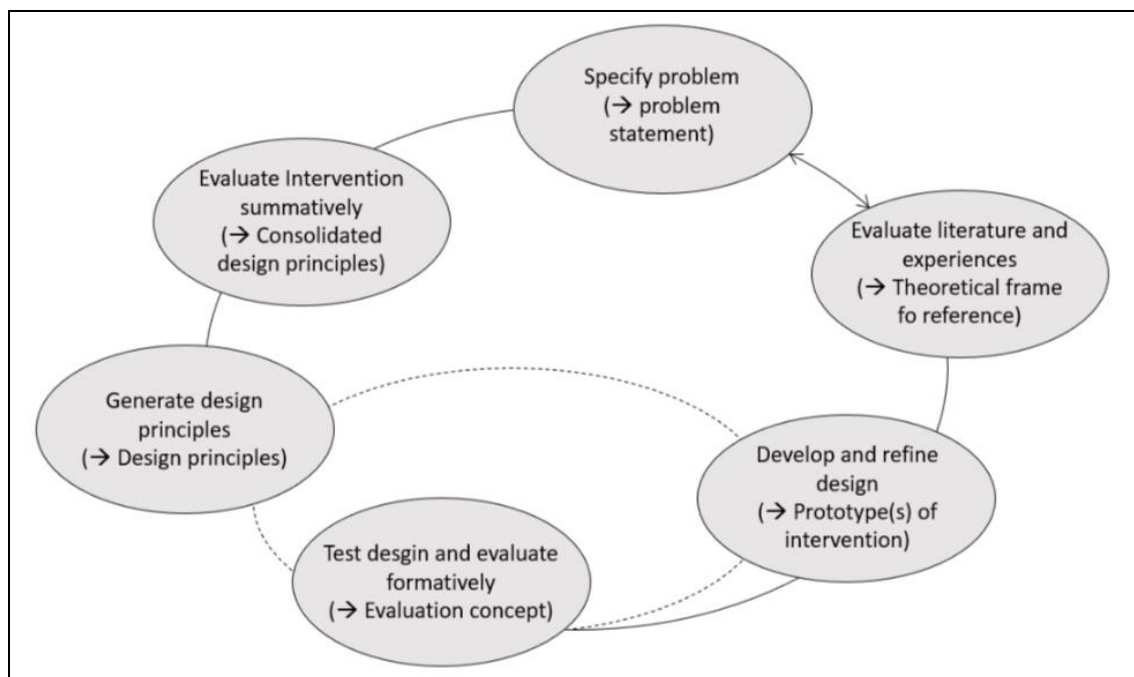 Specify problem
(→ problem
statement)
Evaluate literature and
experiences
(→ Theoretical frame
fo reference)
Develop and refine
design
(→ Prototype(s) of
intervention)
Test desgin and evaluate
formatively
(→ Evaluation concept)
Generate design
principles
(→ Design principles)
Evaluate Intervention
summatively
(→ Consolidated
design principles)